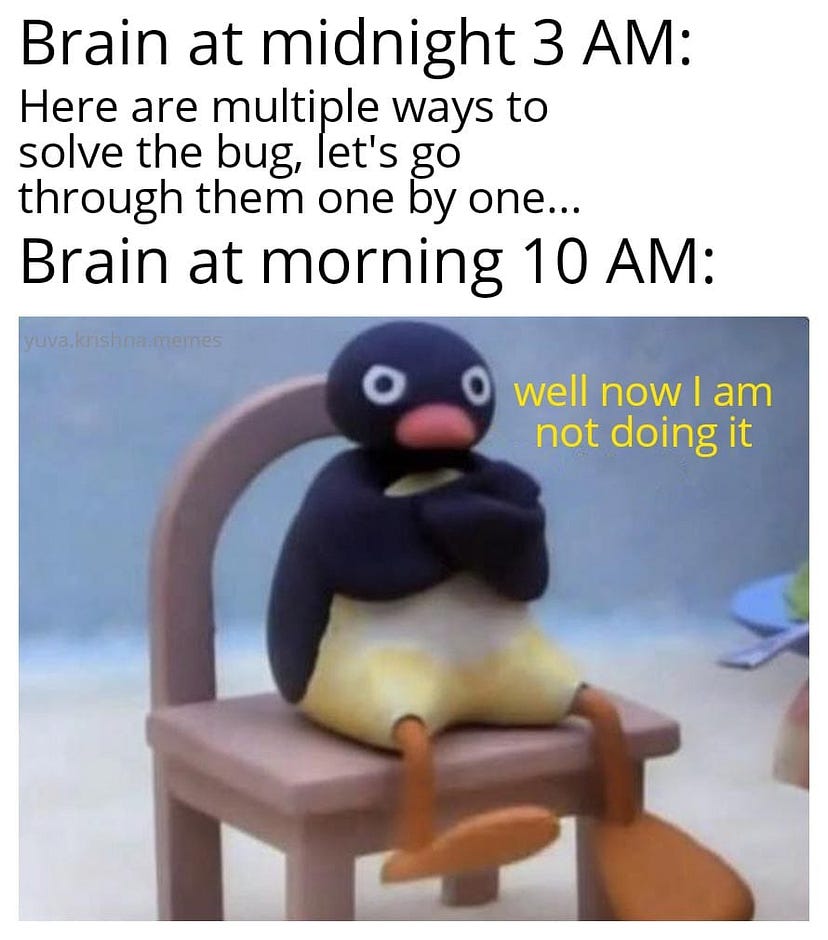 Brain at midnight 3 AM:
Here are multiple ways to
solve the bug, let's go
through them one by one...
Brain at morning 10 AM:
yuva.krishna.memes
well now I am
not doing it